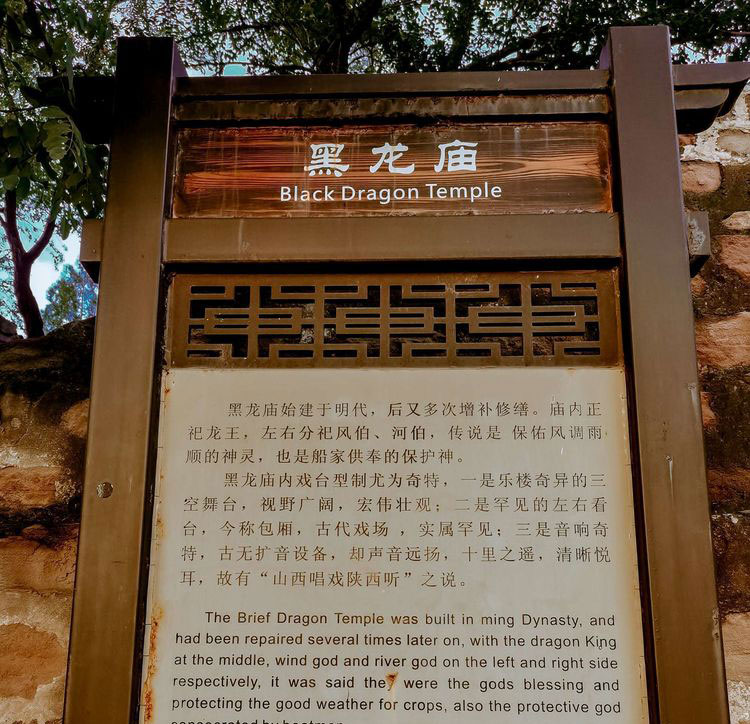 黑龙庙
Black Dragon Temple
黑龙庙始建于明代，后又多次增补修缮。庙内正
祀龙王，左右分祀风伯、河伯，传说是 保佑风调雨
顺的神灵，也是船家供奉的保护神。
黑龙庙内戏台型制尤为奇特，一是乐楼奇异的三
空舞台，视野广阔，宏伟壮观；二是罕见的左右看
台，今称包厢，古代戏场 ，实属罕见；三是音响奇
特，古无扩音设备，却声音远扬，十里之遥，清晰悦
耳，故有“山西唱戏陕西听”之说。
The Brief Dragon Temple was built in ming Dynasty, and
had been repaired several times later on, with the dragon King
at the middle, wind god and river god on the left and right side
respectively, it was said they were the gods blessing and
protecting the good weather for crops, also the protective god